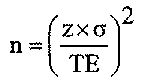 n = (z×σ/TE)²